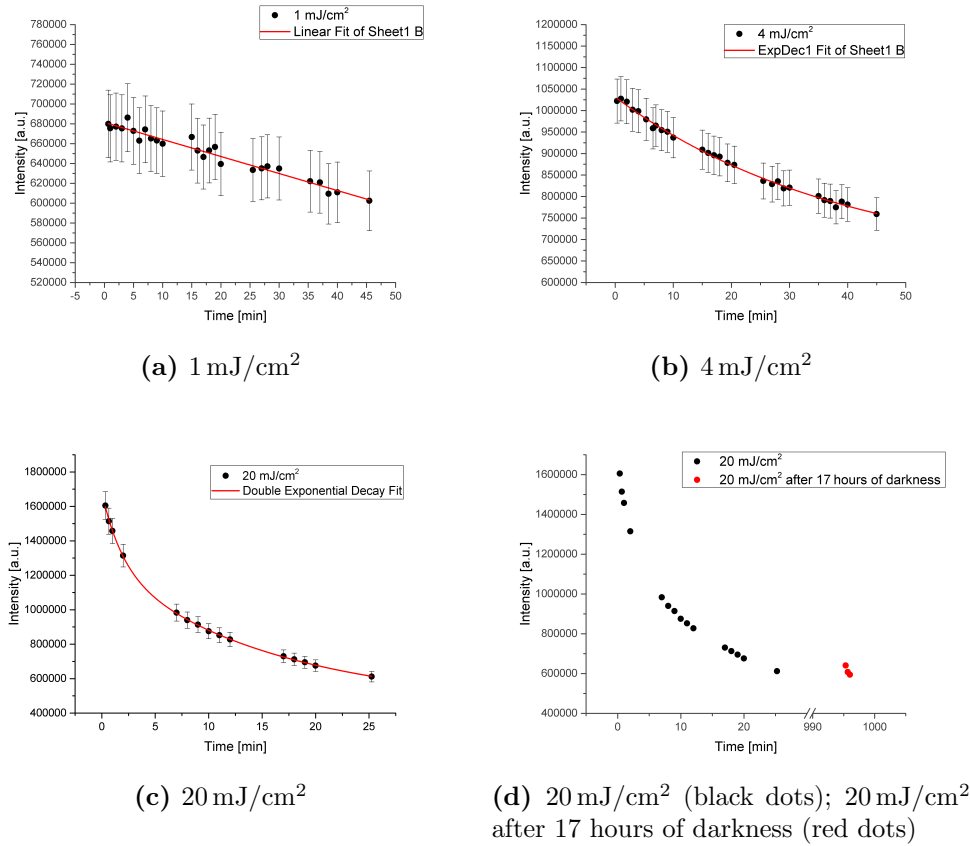 1 mJ/cm²
Linear Fit of Sheet1 B
780000
760000
740000
720000
700000
680000
660000
640000
620000
600000
580000
560000
540000
520000
Intensity [a.u.]
-5 0 5 10 15 20 25 30 35 40 45 50
Time [min]
(a) 1 mJ/cm²
4 mJ/cm²
ExpDec1 Fit of Sheet1 B
1200000
1150000
1100000
1050000
1000000
950000
900000
850000
800000
750000
700000
650000
600000
Intensity [a.u.]
0 10 20 30 40 50
Time [min]
(b) 4 mJ/cm²
20 mJ/cm²
Double Exponential Decay Fit
1800000
1600000
1400000
1200000
1000000
800000
600000
400000
Intensity [a.u.]
0 5 10 15 20 25
Time [min]
(c) 20 mJ/cm²
20 mJ/cm²
20 mJ/cm² after 17 hours of darkness
1600000
1400000
1200000
1000000
800000
600000
400000
Intensity [a.u.]
0 10 20 990 1000
Time [min]
(d) 20 mJ/cm² (black dots); 20 mJ/cm²
after 17 hours of darkness (red dots)